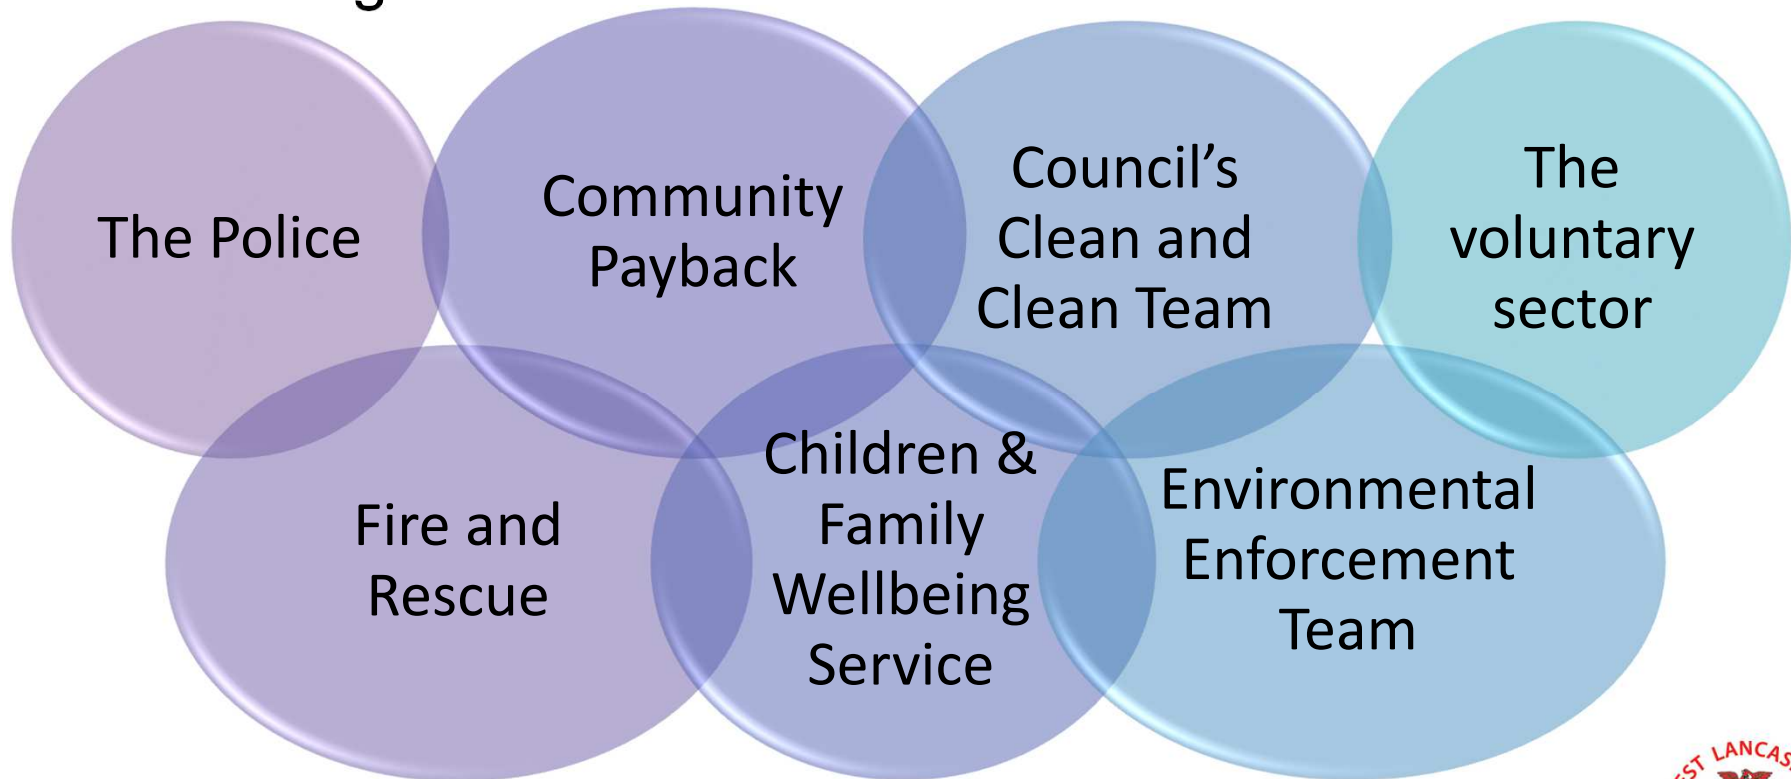 The Police
Community
Payback
Council’s
Clean and
Clean Team
The
voluntary
sector
Fire and
Rescue
Children &
Family
Wellbeing
Service
Environmental
Enforcement
Team